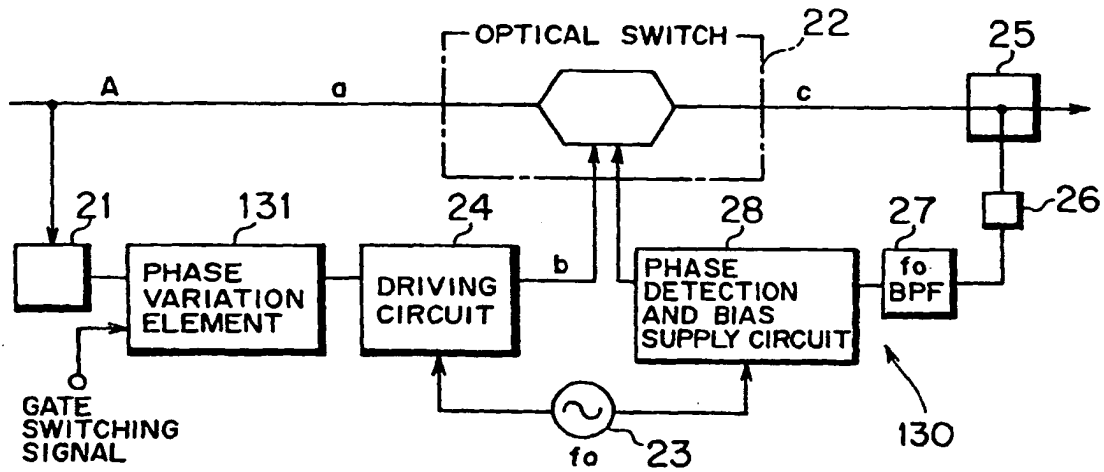 OPTICAL SWITCH
22
25
A
a
c
21
131
24
28
27
26
PHASE
VARIATION
ELEMENT
DRIVING
CIRCUIT
b
PHASE
DETECTION
AND BIAS
SUPPLY CIRCUIT
fo
BPF
GATE
SWITCHING
SIGNAL
23
fo
130